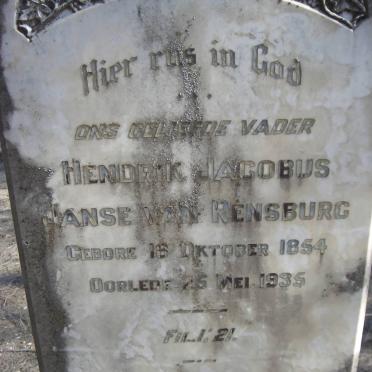 Hier rus in God
ONS GELIEFDE VADER
HENDRIK JACOBUS
JANSE VAN RENSBURG
GEBORE 16 OKTOBER 1854
OORLEDE 25 MEI 1935
FIL. 1: 21.